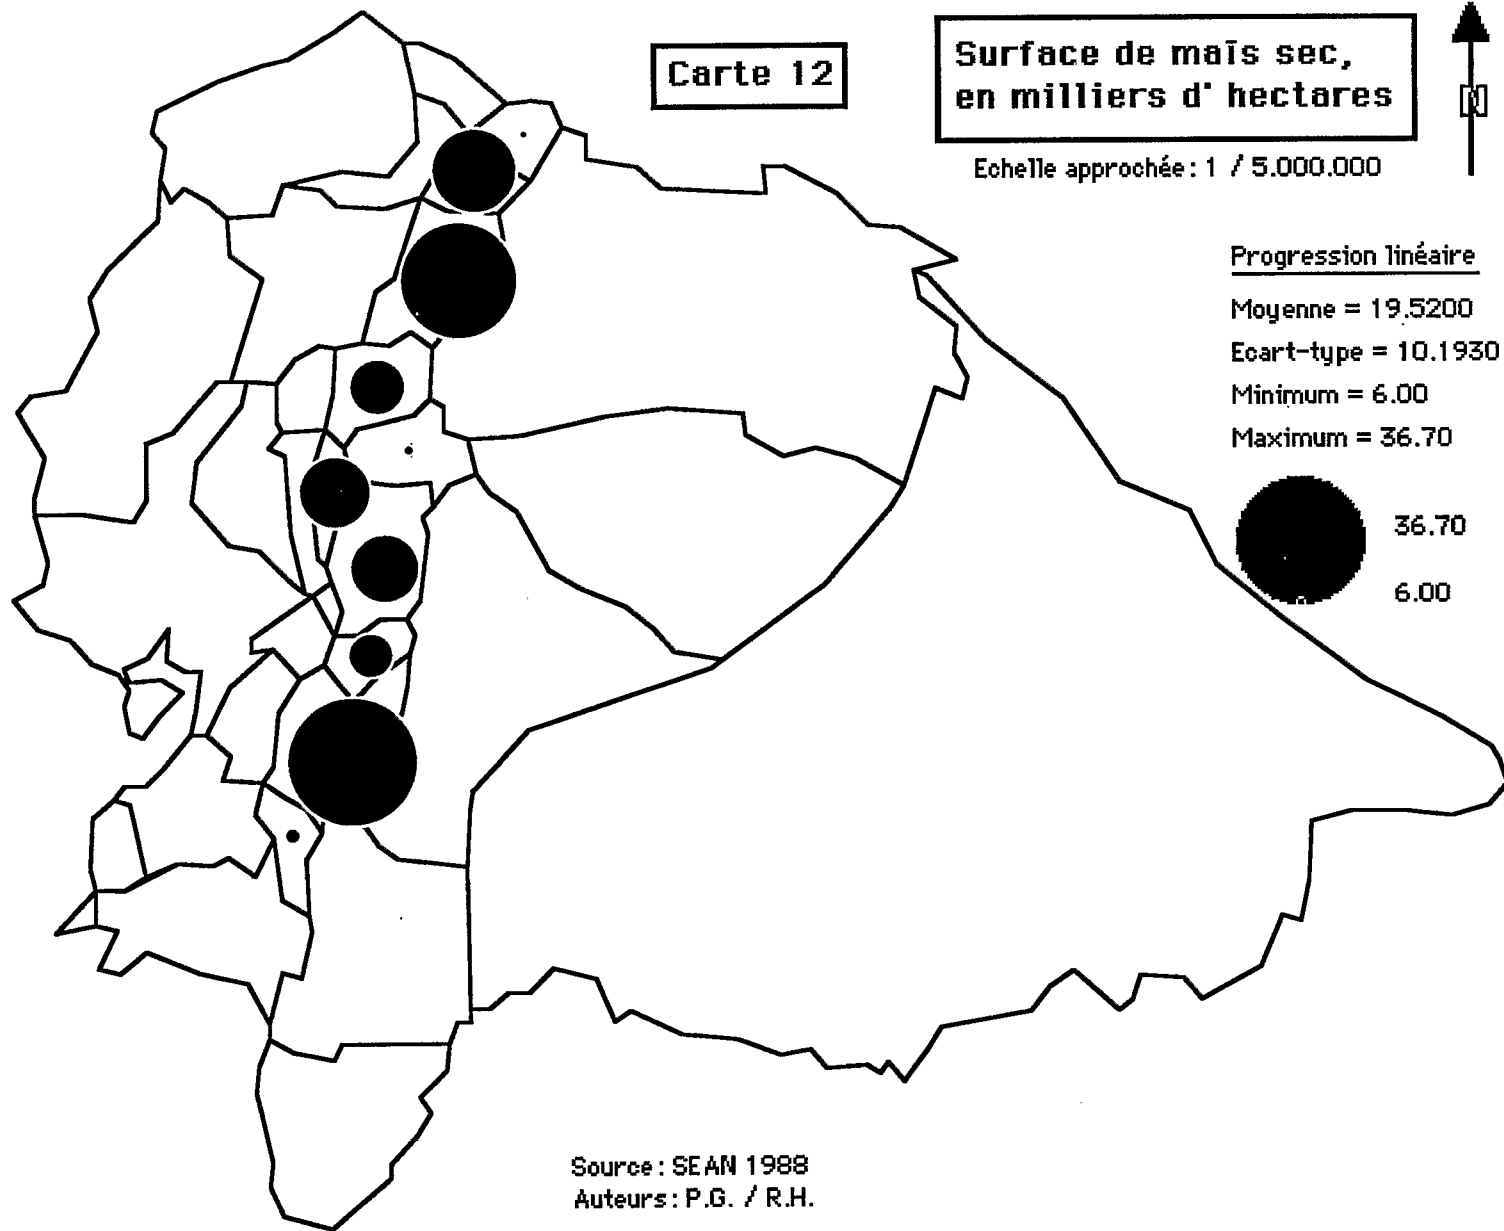 Carte 12
Surface de maïs sec,
en milliers d' hectares
N
Echelle approchée: 1 / 5.000.000
Progression linéaire
Moyenne = 19.5200
Ecart-type = 10.1930
Minimum = 6.00
Maximum = 36.70
36.70
6.00
Source: SEAN 1988
Auteurs: P.G. / R.H.